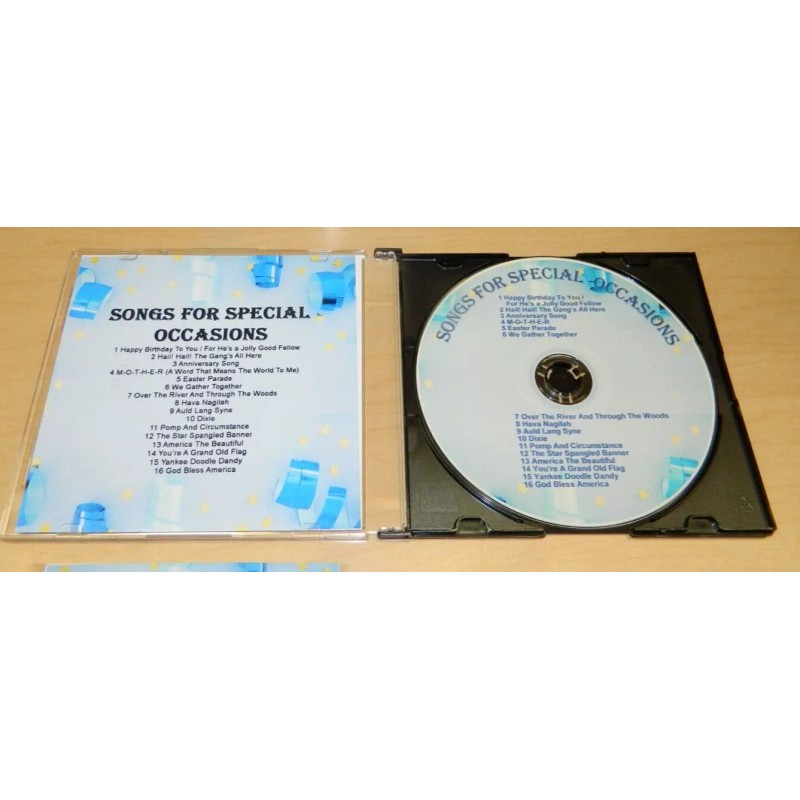 SONGS FOR SPECIAL
OCCASIONS
1 Happy Birthday To You / For He's a Jolly Good Fellow
2 Hail! Hail! The Gang's All Here
3 Anniversary Song
4 M-O-T-H-E-R (A Word That Means The World To Me)
5 Easter Parade
6 We Gather Together
7 Over The River And Through The Woods
8 Hava Nagilah
9 Auld Lang Syne
10 Dixie
11 Pomp And Circumstance
12 The Star Spangled Banner
13 America The Beautiful
14 You're A Grand Old Flag
15 Yankee Doodle Dandy
16 God Bless America
SONGS FOR SPECIAL OCCASIONS
1 Happy Birthday To You /
For He's a Jolly Good Fellow
2 Hail! Hail! The Gang's All Here
3 Anniversary Song
4 M-O-T-H-E-R
5 Easter Parade
6 We Gather Together
7 Over The River And Through The Woods
8 Hava Nagilah
9 Auld Lang Syne
10 Dixie
11 Pomp And Circumstance
12 The Star Spangled Banner
13 America The Beautiful
14 You're A Grand Old Flag
15 Yankee Doodle Dandy
16 God Bless America